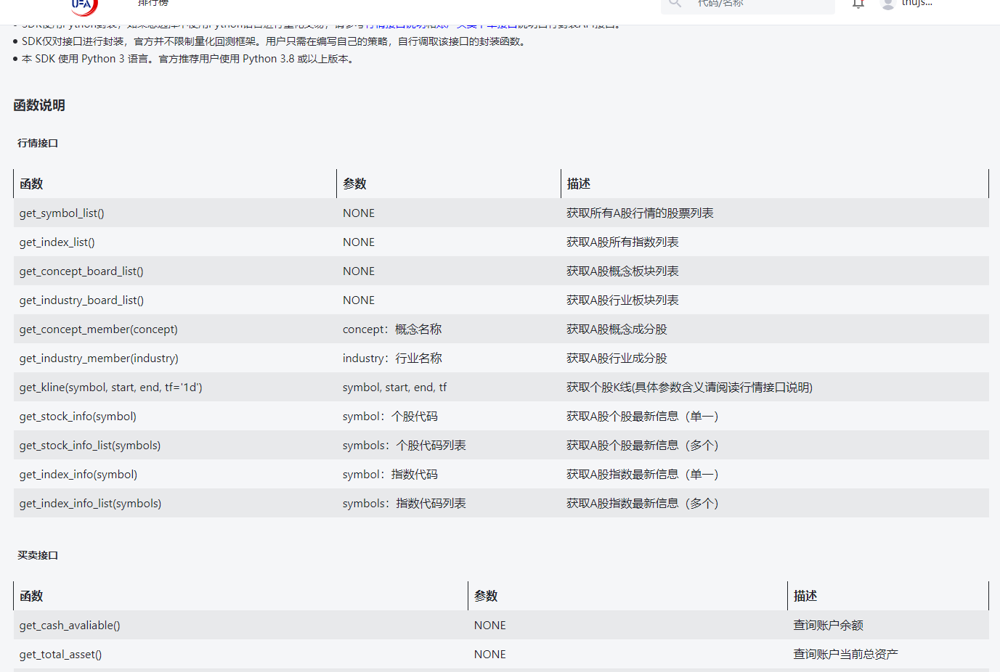 UFA
排行榜
代码/名称
thujs...
● SDK仅对接口进行封装，官方并不限制量化回测框架。用户只需在编写自己的策略，自行调取该接口的封装函数。
● 本 SDK 使用 Python 3 语言。官方推荐用户使用 Python 3.8 或以上版本。
函数说明
行情接口
函数 参数 描述
get_symbol_list() NONE 获取所有A股行情的股票列表
get_index_list() NONE 获取A股所有指数列表
get_concept_board_list() NONE 获取A股概念板块列表
get_industry_board_list() NONE 获取A股行业板块列表
get_concept_member(concept) concept：概念名称 获取A股概念成分股
get_industry_member(industry) industry：行业名称 获取A股行业成分股
get_kline(symbol, start, end, tf='1d') symbol, start, end, tf 获取个股K线(具体参数含义请阅读行情接口说明)
get_stock_info(symbol) symbol：个股代码 获取A股个股最新信息（单一）
get_stock_info_list(symbols) symbols：个股代码列表 获取A股个股最新信息（多个）
get_index_info(symbol) symbol：指数代码 获取A股指数最新信息（单一）
get_index_info_list(symbols) symbols：指数代码列表 获取A股指数最新信息（多个）
买卖接口
函数 参数 描述
get_cash_avaliable() NONE 查询账户余额
get_total_asset() NONE 查询账户当前总资产